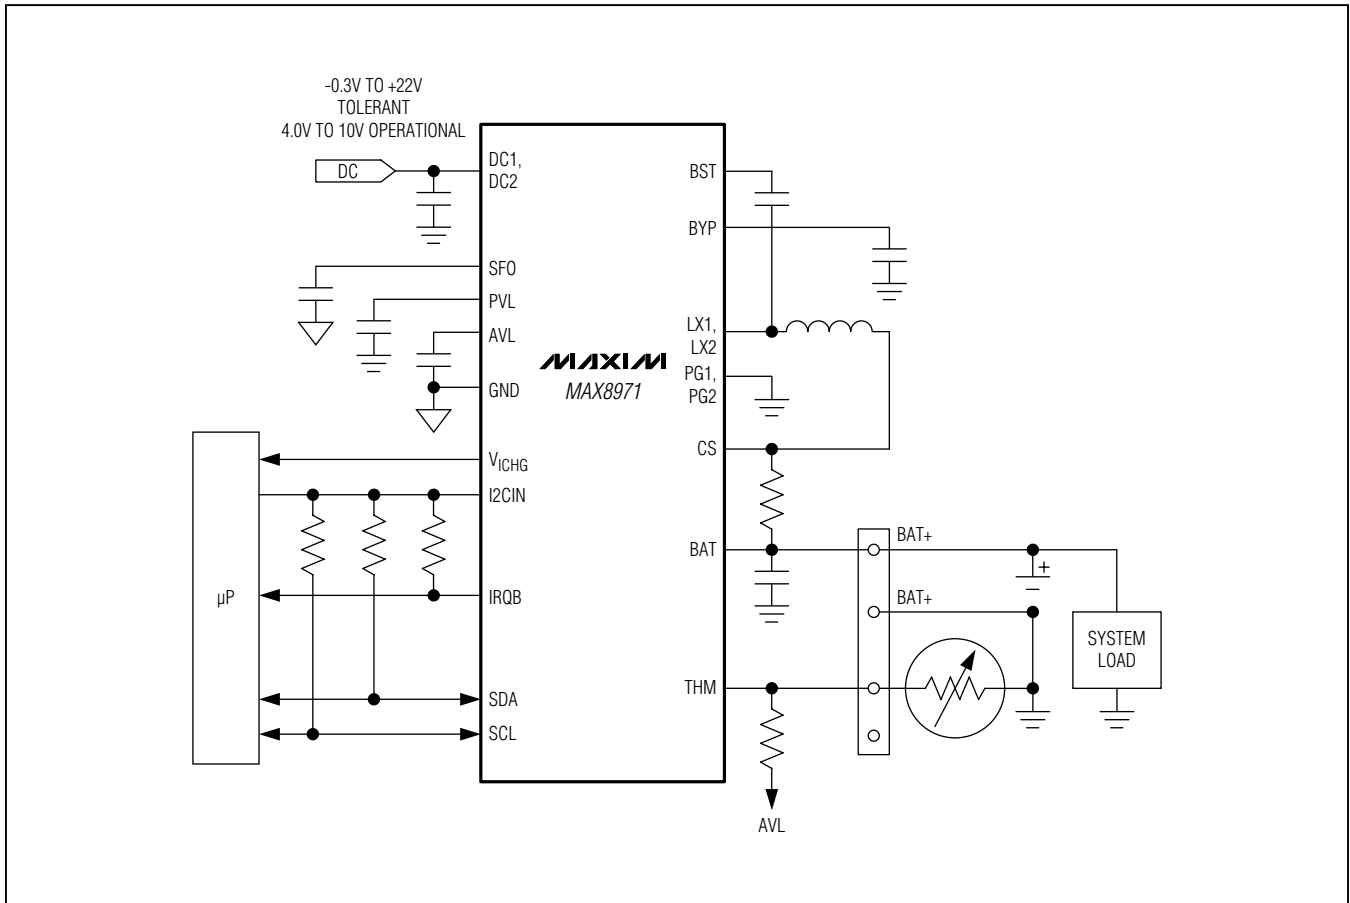 -0.3V TO +22V
TOLERANT
4.0V TO 10V OPERATIONAL
DC
DC1,
DC2
SFO
PVL
AVL
GND
VICHG
I2CIN
IRQB
SDA
SCL
µP
MAXIM
MAX8971
BST
BYP
LX1,
LX2
PG1,
PG2
CS
BAT
THM
AVL
BAT+
+
BAT+
SYSTEM
LOAD